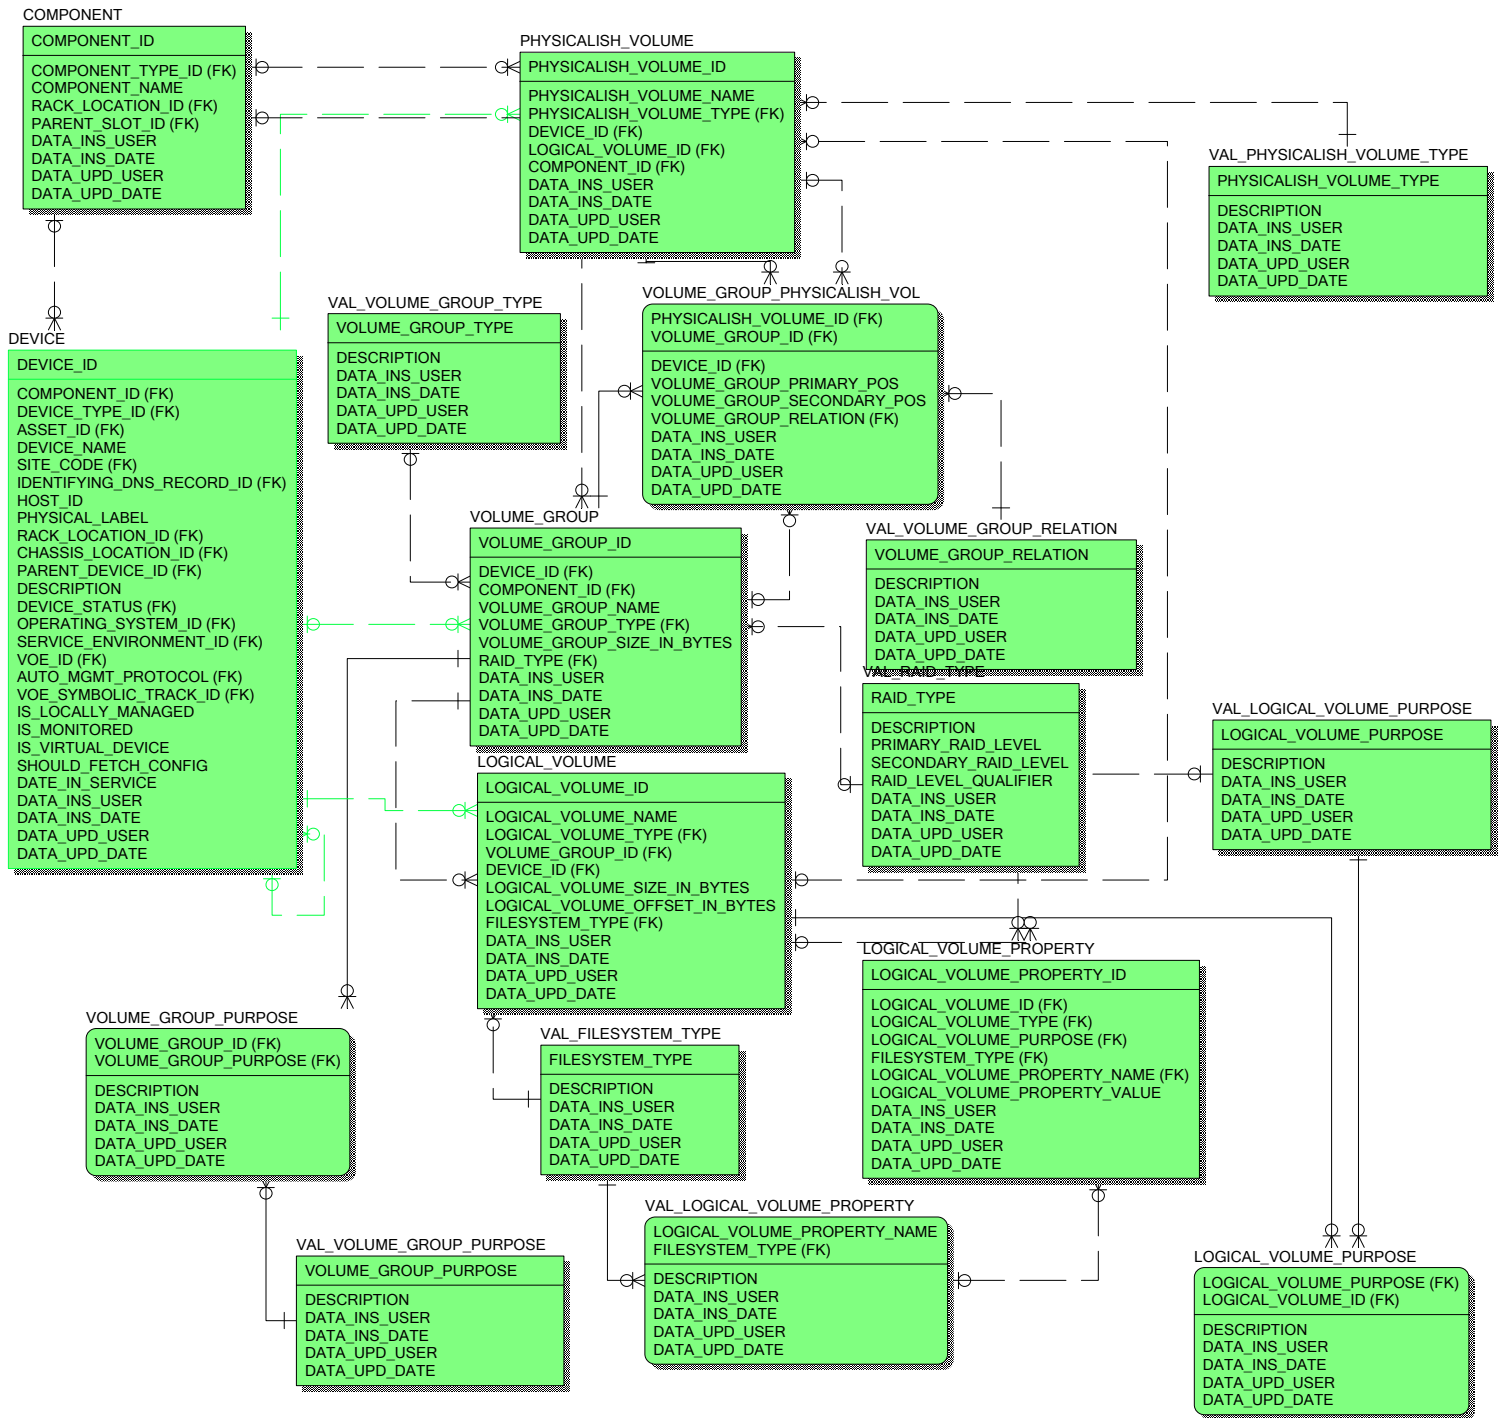 COMPONENT
COMPONENT_ID
COMPONENT_TYPE_ID (FK)
COMPONENT_NAME
RACK_LOCATION_ID (FK)
PARENT_SLOT_ID (FK)
DATA_INS_USER
DATA_INS_DATE
DATA_UPD_USER
DATA_UPD_DATE
PHYSICALISH_VOLUME
PHYSICALISH_VOLUME_ID
PHYSICALISH_VOLUME_NAME
PHYSICALISH_VOLUME_TYPE (FK)
DEVICE_ID (FK)
LOGICAL_VOLUME_ID (FK)
COMPONENT_ID (FK)
DATA_INS_USER
DATA_INS_DATE
DATA_UPD_USER
DATA_UPD_DATE
VAL_PHYSICALISH_VOLUME_TYPE
PHYSICALISH_VOLUME_TYPE
DESCRIPTION
DATA_INS_USER
DATA_INS_DATE
DATA_UPD_USER
DATA_UPD_DATE
VAL_VOLUME_GROUP_TYPE
VOLUME_GROUP_TYPE
DESCRIPTION
DATA_INS_USER
DATA_INS_DATE
DATA_UPD_USER
DATA_UPD_DATE
VOLUME_GROUP_PHYSICALISH_VOL
PHYSICALISH_VOLUME_ID (FK)
VOLUME_GROUP_ID (FK)
DEVICE_ID (FK)
VOLUME_GROUP_PRIMARY_POS
VOLUME_GROUP_SECONDARY_POS
VOLUME_GROUP_RELATION (FK)
DATA_INS_USER
DATA_INS_DATE
DATA_UPD_USER
DATA_UPD_DATE
DEVICE
DEVICE_ID
COMPONENT_ID (FK)
DEVICE_TYPE_ID (FK)
ASSET_ID (FK)
DEVICE_NAME
SITE_CODE (FK)
IDENTIFYING_DNS_RECORD_ID (FK)
HOST_ID
PHYSICAL_LABEL
RACK_LOCATION_ID (FK)
CHASSIS_LOCATION_ID (FK)
PARENT_DEVICE_ID (FK)
DESCRIPTION
DEVICE_STATUS (FK)
OPERATING_SYSTEM_ID (FK)
SERVICE_ENVIRONMENT_ID (FK)
VOE_ID (FK)
AUTO_MGMT_PROTOCOL (FK)
VOE_SYMBOLIC_TRACK_ID (FK)
IS_LOCALLY_MANAGED
IS_MONITORED
IS_VIRTUAL_DEVICE
SHOULD_FETCH_CONFIG
DATE_IN_SERVICE
DATA_INS_USER
DATA_INS_DATE
DATA_UPD_USER
DATA_UPD_DATE
VOLUME_GROUP
VOLUME_GROUP_ID
DEVICE_ID (FK)
COMPONENT_ID (FK)
VOLUME_GROUP_NAME
VOLUME_GROUP_TYPE (FK)
VOLUME_GROUP_SIZE_IN_BYTES
RAID_TYPE (FK)
DATA_INS_USER
DATA_INS_DATE
DATA_UPD_USER
DATA_UPD_DATE
VAL_VOLUME_GROUP_RELATION
VOLUME_GROUP_RELATION
DESCRIPTION
DATA_INS_USER
DATA_INS_DATE
DATA_UPD_USER
DATA_UPD_DATE
VAL_RAID_TYPE
RAID_TYPE
DESCRIPTION
PRIMARY_RAID_LEVEL
SECONDARY_RAID_LEVEL
RAID_LEVEL_QUALIFIER
DATA_INS_USER
DATA_INS_DATE
DATA_UPD_USER
DATA_UPD_DATE
VAL_LOGICAL_VOLUME_PURPOSE
LOGICAL_VOLUME_PURPOSE
DESCRIPTION
DATA_INS_USER
DATA_INS_DATE
DATA_UPD_USER
DATA_UPD_DATE
LOGICAL_VOLUME
LOGICAL_VOLUME_ID
LOGICAL_VOLUME_NAME
LOGICAL_VOLUME_TYPE (FK)
VOLUME_GROUP_ID (FK)
DEVICE_ID (FK)
LOGICAL_VOLUME_SIZE_IN_BYTES
LOGICAL_VOLUME_OFFSET_IN_BYTES
FILESYSTEM_TYPE (FK)
DATA_INS_USER
DATA_INS_DATE
DATA_UPD_USER
DATA_UPD_DATE
LOGICAL_VOLUME_PROPERTY
LOGICAL_VOLUME_PROPERTY_ID
LOGICAL_VOLUME_ID (FK)
LOGICAL_VOLUME_TYPE (FK)
LOGICAL_VOLUME_PURPOSE (FK)
FILESYSTEM_TYPE (FK)
LOGICAL_VOLUME_PROPERTY_NAME (FK)
LOGICAL_VOLUME_PROPERTY_VALUE
DATA_INS_USER
DATA_INS_DATE
DATA_UPD_USER
DATA_UPD_DATE
VOLUME_GROUP_PURPOSE
VOLUME_GROUP_ID (FK)
VOLUME_GROUP_PURPOSE (FK)
DESCRIPTION
DATA_INS_USER
DATA_INS_DATE
DATA_UPD_USER
DATA_UPD_DATE
VAL_FILESYSTEM_TYPE
FILESYSTEM_TYPE
DESCRIPTION
DATA_INS_USER
DATA_INS_DATE
DATA_UPD_USER
DATA_UPD_DATE
VAL_LOGICAL_VOLUME_PROPERTY
LOGICAL_VOLUME_PROPERTY_NAME
FILESYSTEM_TYPE (FK)
DESCRIPTION
DATA_INS_USER
DATA_INS_DATE
DATA_UPD_USER
DATA_UPD_DATE
VAL_VOLUME_GROUP_PURPOSE
VOLUME_GROUP_PURPOSE
DESCRIPTION
DATA_INS_USER
DATA_INS_DATE
DATA_UPD_USER
DATA_UPD_DATE
LOGICAL_VOLUME_PURPOSE
LOGICAL_VOLUME_PURPOSE (FK)
LOGICAL_VOLUME_ID (FK)
DESCRIPTION
DATA_INS_USER
DATA_INS_DATE
DATA_UPD_USER
DATA_UPD_DATE